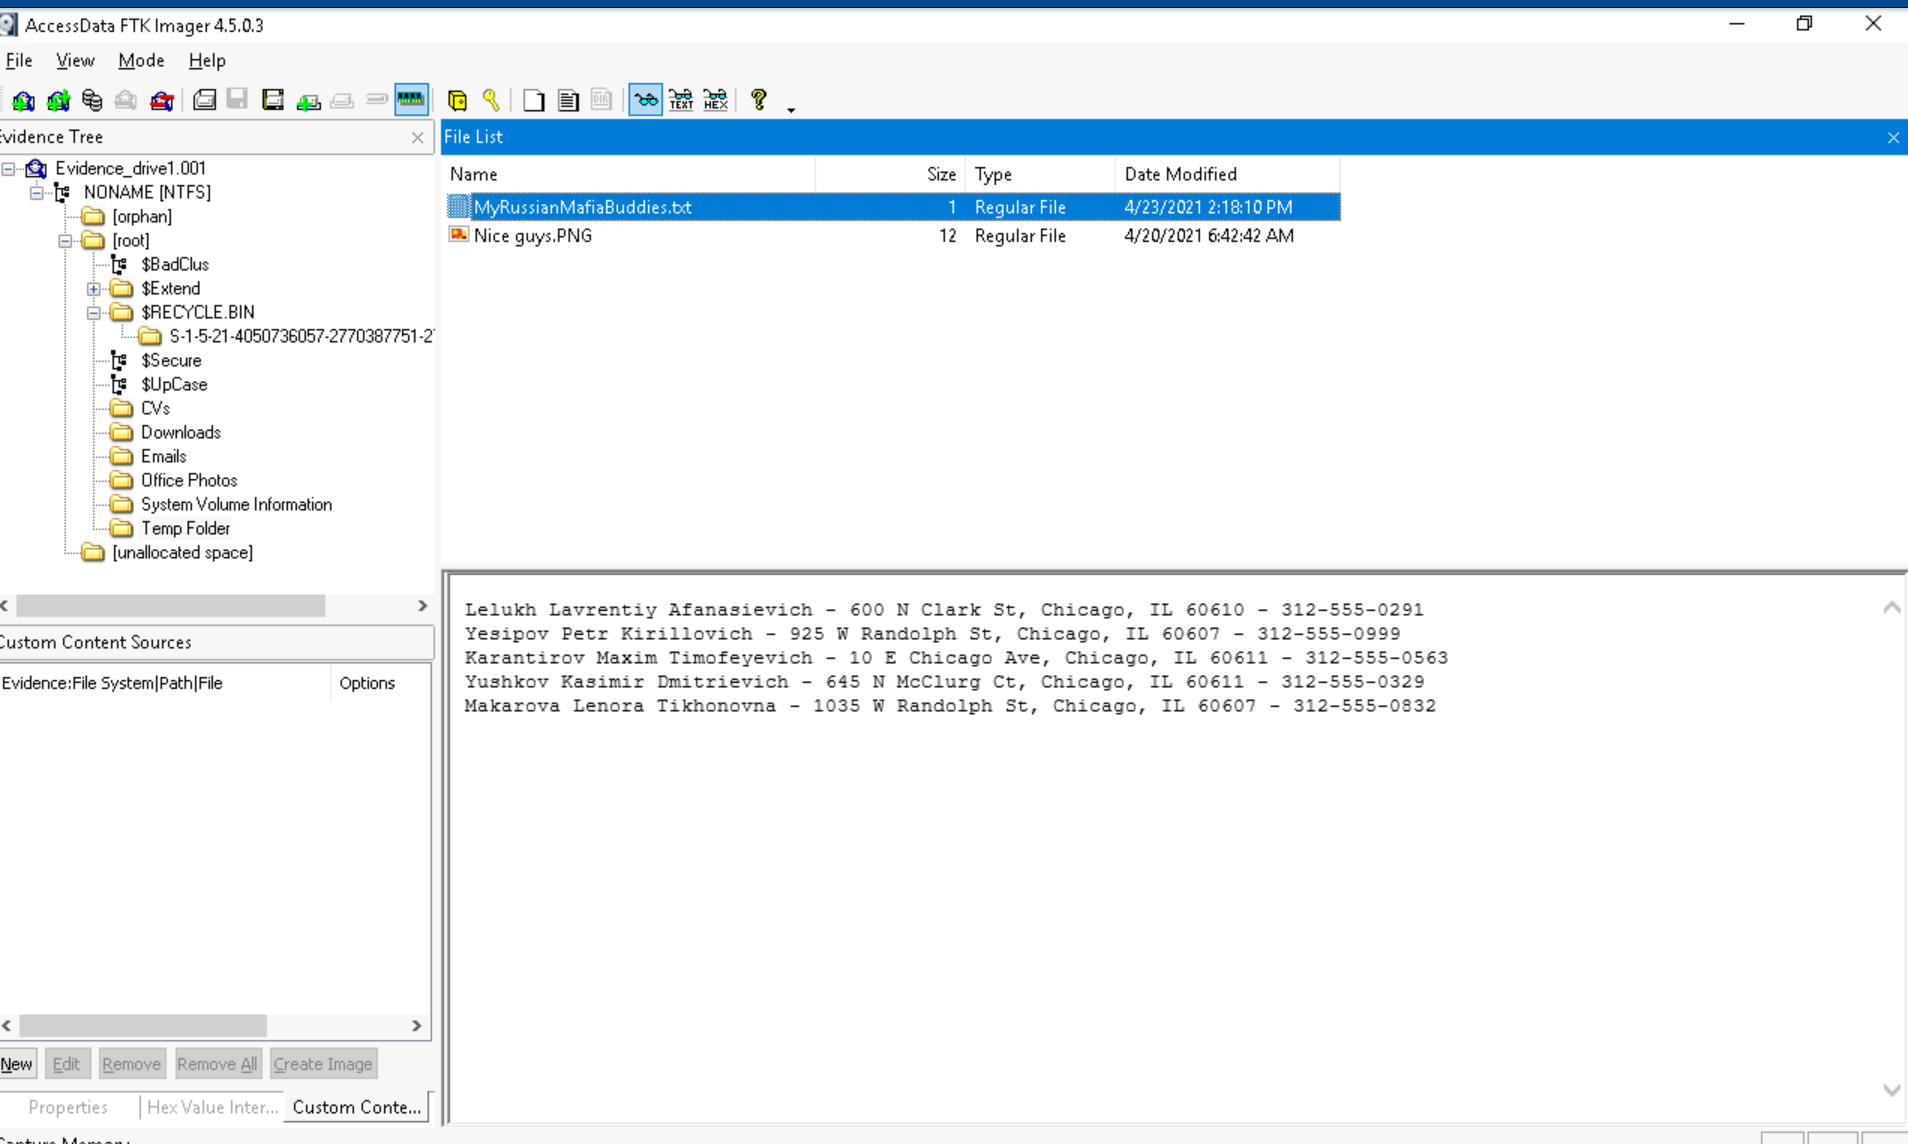 AccessData FTK Imager 4.5.0.3
File View Mode Help
TEXT HEX
Evidence Tree
Evidence_drive1.001
NONAME [NTFS]
[orphan]
[root]
$BadClus
$Extend
$RECYCLE.BIN
S-1-5-21-4050736057-2770387751-2
$Secure
$UpCase
CVs
Downloads
Emails
Office Photos
System Volume Information
Temp Folder
[unallocated space]
Custom Content Sources
Evidence:File System|Path|File Options
New Edit Remove Remove All Create Image
Properties Hex Value Inter... Custom Conte...
File List
Name Size Type Date Modified
MyRussianMafiaBuddies.txt 1 Regular File 4/23/2021 2:18:10 PM
Nice guys.PNG 12 Regular File 4/20/2021 6:42:42 AM
Lelukh Lavrentiy Afanasievich - 600 N Clark St, Chicago, IL 60610 - 312-555-0291
Yesipov Petr Kirillovich - 925 W Randolph St, Chicago, IL 60607 - 312-555-0999
Karantirov Maxim Timofeyevich - 10 E Chicago Ave, Chicago, IL 60611 - 312-555-0563
Yushkov Kasimir Dmitrievich - 645 N McClurg Ct, Chicago, IL 60611 - 312-555-0329
Makarova Lenora Tikhonovna - 1035 W Randolph St, Chicago, IL 60607 - 312-555-0832
Capture Memory